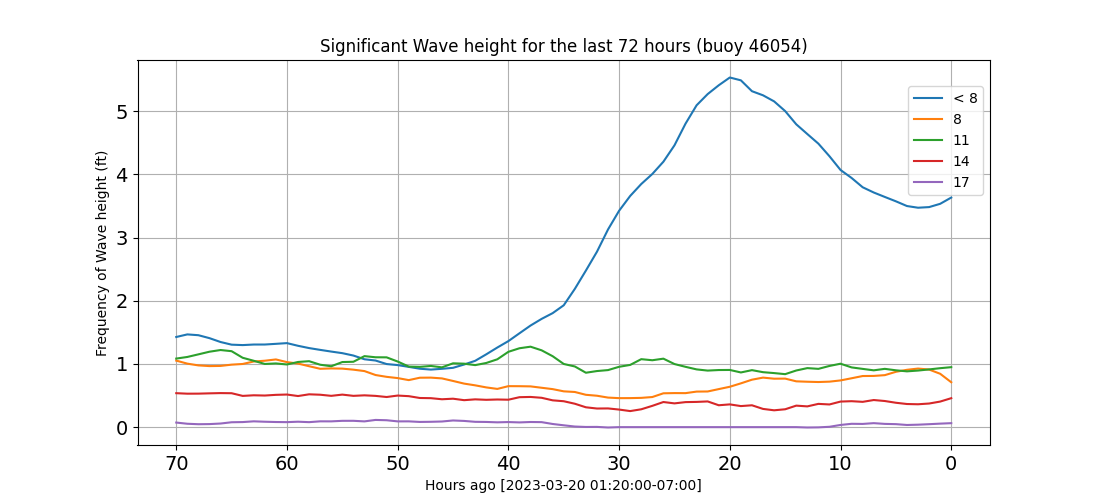 Significant Wave height for the last 72 hours (buoy 46054)
Frequency of Wave height (ft)
5
4
3
2
1
0
< 8
8
11
14
17
70 60 50 40 30 20 10 0
Hours ago [2023-03-20 01:20:00-07:00]